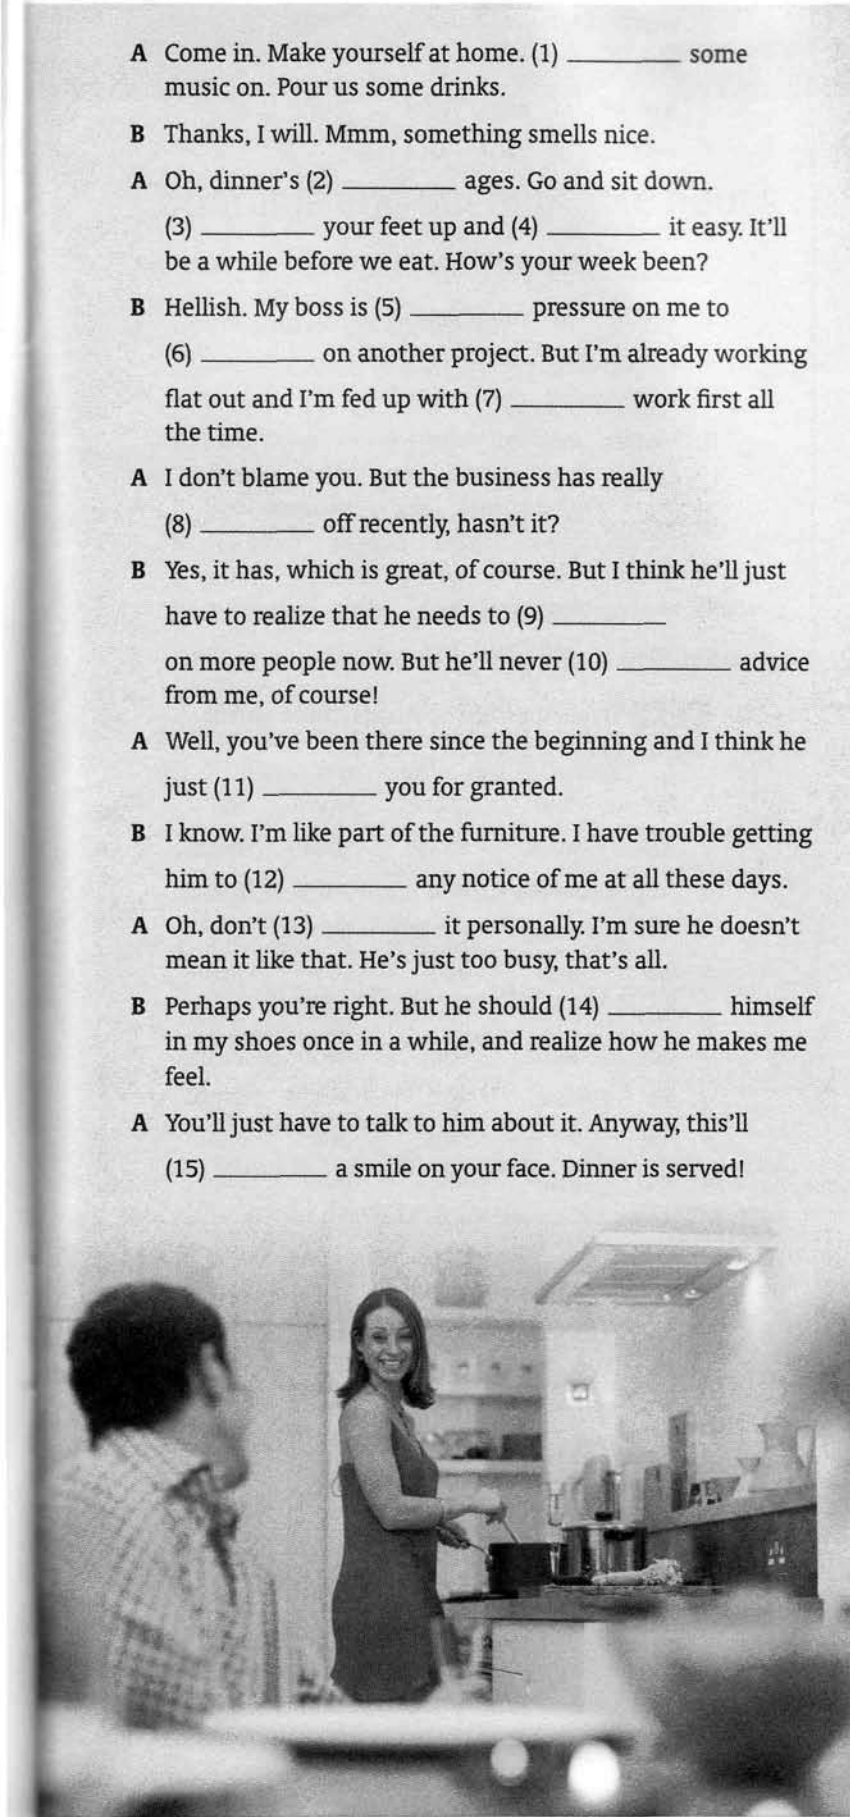 A Come in. Make yourself at home. (1) ________ some
music on. Pour us some drinks.
B Thanks, I will. Mmm, something smells nice.
A Oh, dinner's (2) ________ ages. Go and sit down.
(3) ________ your feet up and (4) ________ it easy. It'll
be a while before we eat. How's your week been?
B Hellish. My boss is (5) ________ pressure on me to
(6) ________ on another project. But I'm already working
flat out and I'm fed up with (7) ________ work first all
the time.
A I don't blame you. But the business has really
(8) ________ off recently, hasn't it?
B Yes, it has, which is great, of course. But I think he'll just
have to realize that he needs to (9) ________
on more people now. But he'll never (10) ________ advice
from me, of course!
A Well, you've been there since the beginning and I think he
just (11) ________ you for granted.
B I know. I'm like part of the furniture. I have trouble getting
him to (12) ________ any notice of me at all these days.
A Oh, don't (13) ________ it personally. I'm sure he doesn't
mean it like that. He's just too busy, that's all.
B Perhaps you're right. But he should (14) ________ himself
in my shoes once in a while, and realize how he makes me
feel.
A You'll just have to talk to him about it. Anyway, this'll
(15) ________ a smile on your face. Dinner is served!